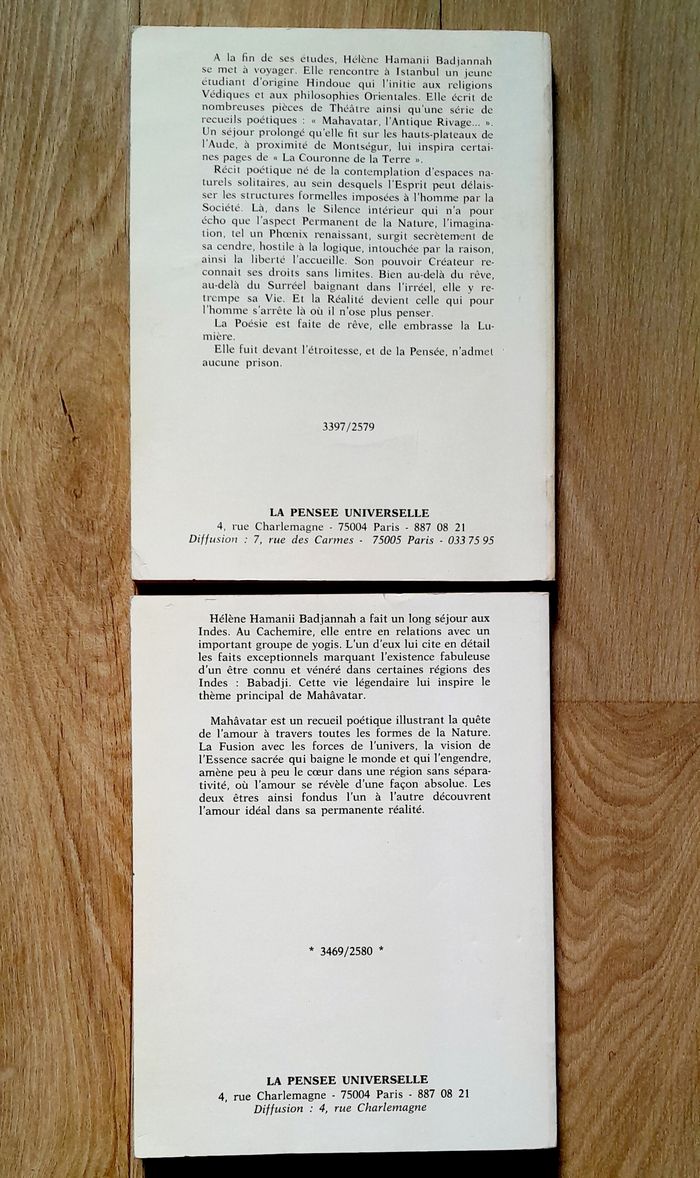 A la fin de ses études, Hélène Hamanii Badjannah
se met à voyager. Elle rencontre à Istanbul un jeune
étudiant d'origine Hindoue qui l'initie aux religions
Védiques et aux philosophies Orientales. Elle écrit de
nombreuses pièces de Théâtre ainsi qu'une série de
recueils poétiques : « Mahavatar, l'Antique Rivage... ».
Un séjour prolongé qu'elle fit sur les hauts-plateaux de
l'Aude, à proximité de Montségur, lui inspira certai-
nes pages de « La Couronne de la Terre ».
Récit poétique né de la contemplation d'espaces na-
turels solitaires, au sein desquels l'Esprit peut délais-
ser les structures formelles imposées à l'homme par la
Société. Là, dans le Silence intérieur qui n'a pour
écho que l'aspect Permanent de la Nature, l'imagina-
tion, tel un Phœnix renaissant, surgit secrètement de
sa cendre, hostile à la logique, intouchée par la raison,
ainsi la liberté l'accueille. Son pouvoir Créateur re-
connait ses droits sans limites. Bien au-delà du rêve,
au-delà du Surréel baignant dans l'irréel, elle y re-
trempe sa Vie. Et la Réalité devient celle qui pour
l'homme s'arrête là où il n'ose plus penser.
La Poésie est faite de rêve, elle embrasse la Lu-
mière.
Elle fuit devant l'étroitesse, et de la Pensée, n'admet
aucune prison.
3397/2579
LA PENSEE UNIVERSELLE
4, rue Charlemagne - 75004 Paris - 887 08 21
Diffusion : 7, rue des Carmes - 75005 Paris - 033 75 95
Hélène Hamanii Badjannah a fait un long séjour aux
Indes. Au Cachemire, elle entre en relations avec un
important groupe de yogis. L'un d'eux lui cite en détail
les faits exceptionnels marquant l'existence fabuleuse
d'un être connu et vénéré dans certaines régions des
Indes : Babadji. Cette vie légendaire lui inspire le
thème principal de Mahâvatar.
Mahâvatar est un recueil poétique illustrant la quête
de l'amour à travers toutes les formes de la Nature.
La Fusion avec les forces de l'univers, la vision de
l'Essence sacrée qui baigne le monde et qui l'engendre,
amène peu à peu le cœur dans une région sans sépara-
tivité, où l'amour se révèle d'une façon absolue. Les
deux êtres ainsi fondus l'un à l'autre découvrent
l'amour idéal dans sa permanente réalité.
* 3469/2580 *
LA PENSEE UNIVERSELLE
4, rue Charlemagne - 75004 Paris - 887 08 21
Diffusion : 4, rue Charlemagne